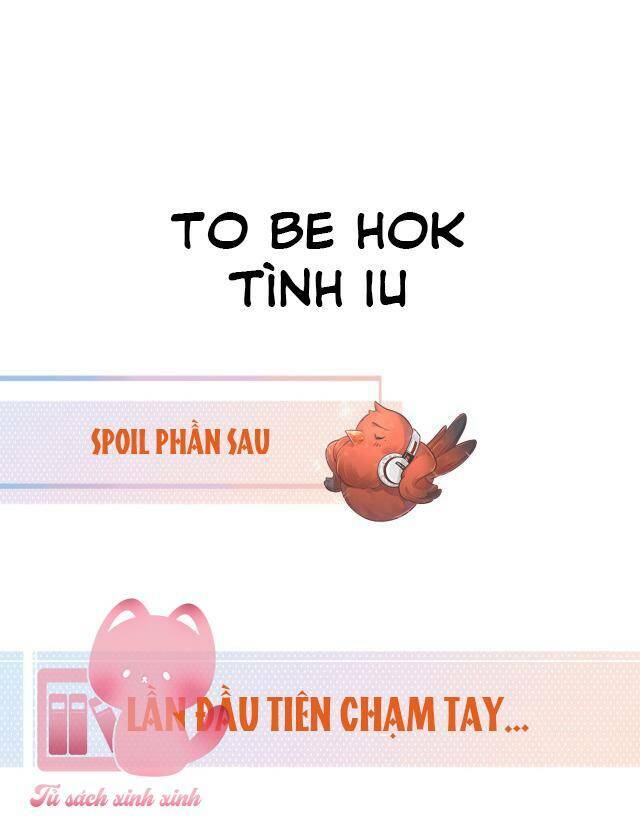 TO BE HOK
TÌNH IU
SPOIL PHẦN SAU
LẦN ĐẦU TIÊN CHẠM TAY...
Tủ sách xinh xinh